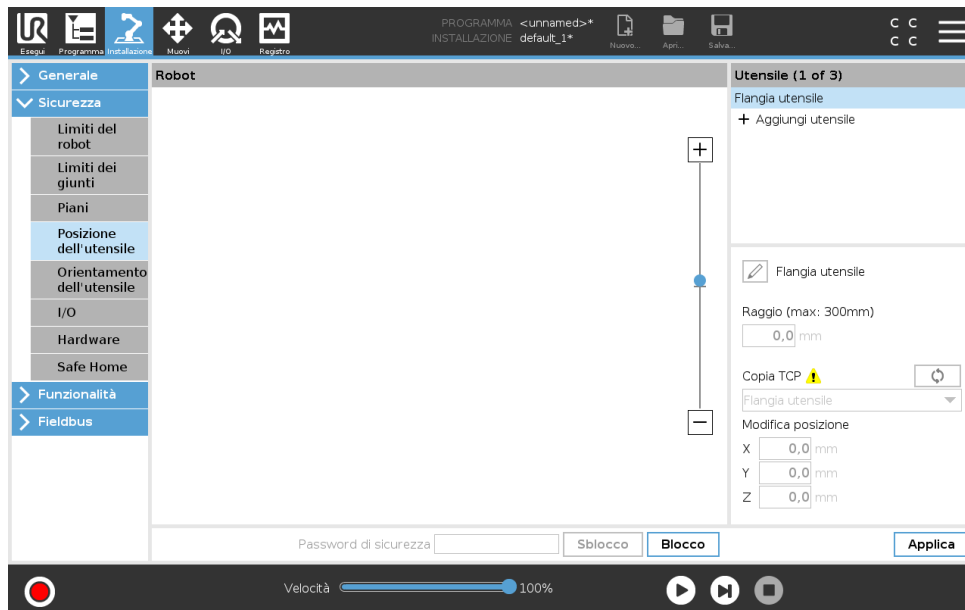 PROGRAMMA <unnamed>*
INSTALLAZIONE default_1*
UR
Esegui Programma Installazione Muovi I/O Registro
Nuovo... Apri... Salva...
C C
C C
Generale
Sicurezza
Limiti del
robot
Limiti dei
giunti
Piani
Posizione
dell'utensile
Orientamento
dell'utensile
I/O
Hardware
Safe Home
Funzionalità
Fieldbus
Robot
Utensile (1 of 3)
Flangia utensile
+ Aggiungi utensile
Flangia utensile
Raggio (max: 300mm)
0,0 mm
Copia TCP
Flangia utensile
Modifica posizione
X 0,0 mm
Y 0,0 mm
Z 0,0 mm
Password di sicurezza Sblocco Blocco
Applica
Velocità 100%